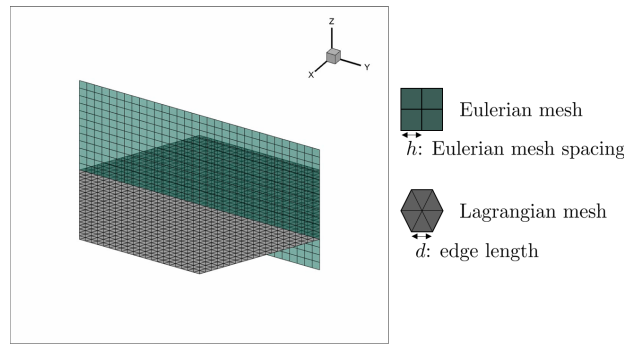 Z
X
Y
Eulerian mesh
h: Eulerian mesh spacing
Lagrangian mesh
d: edge length